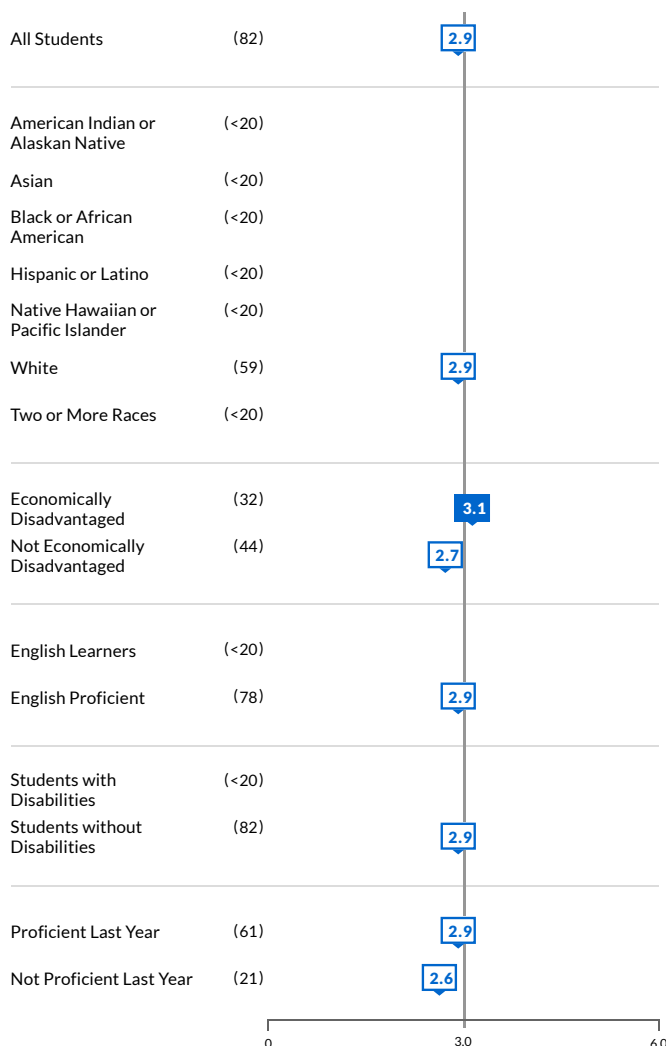 All Students (82) 2.9
American Indian or (<20)
Alaskan Native
Asian (<20)
Black or African (<20)
American
Hispanic or Latino (<20)
Native Hawaiian or (<20)
Pacific Islander
White (59) 2.9
Two or More Races (<20)
Economically (32) 3.1
Disadvantaged
Not Economically (44) 2.7
Disadvantaged
English Learners (<20)
English Proficient (78) 2.9
Students with (<20)
Disabilities
Students without (82) 2.9
Disabilities
Proficient Last Year (61) 2.9
Not Proficient Last Year (21) 2.6
0 3.0 6.0